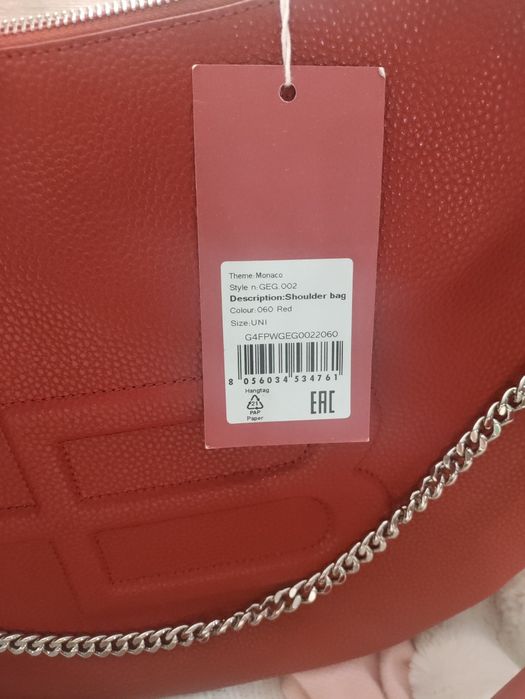 Theme:Monaco
Style n:GEG.002
Description:Shoulder bag
Colour:060 Red
Size:UNI
G4FPWGEG0022060
8 056034 534761
Hangtag
21
PAP
Paper
EAC